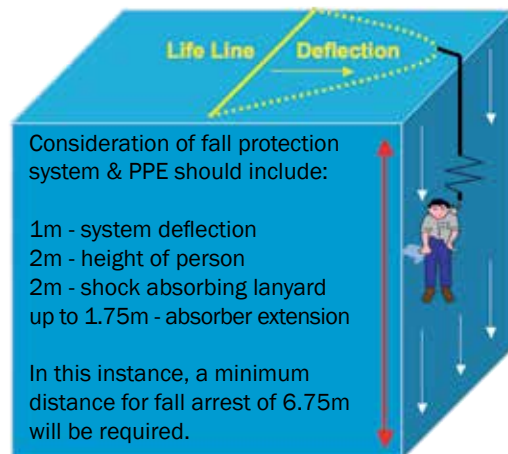 Life Line
Deflection
Consideration of fall protection
system & PPE should include:
1m - system deflection
2m - height of person
2m - shock absorbing lanyard
up to 1.75m - absorber extension
In this instance, a minimum
distance for fall arrest of 6.75m
will be required.